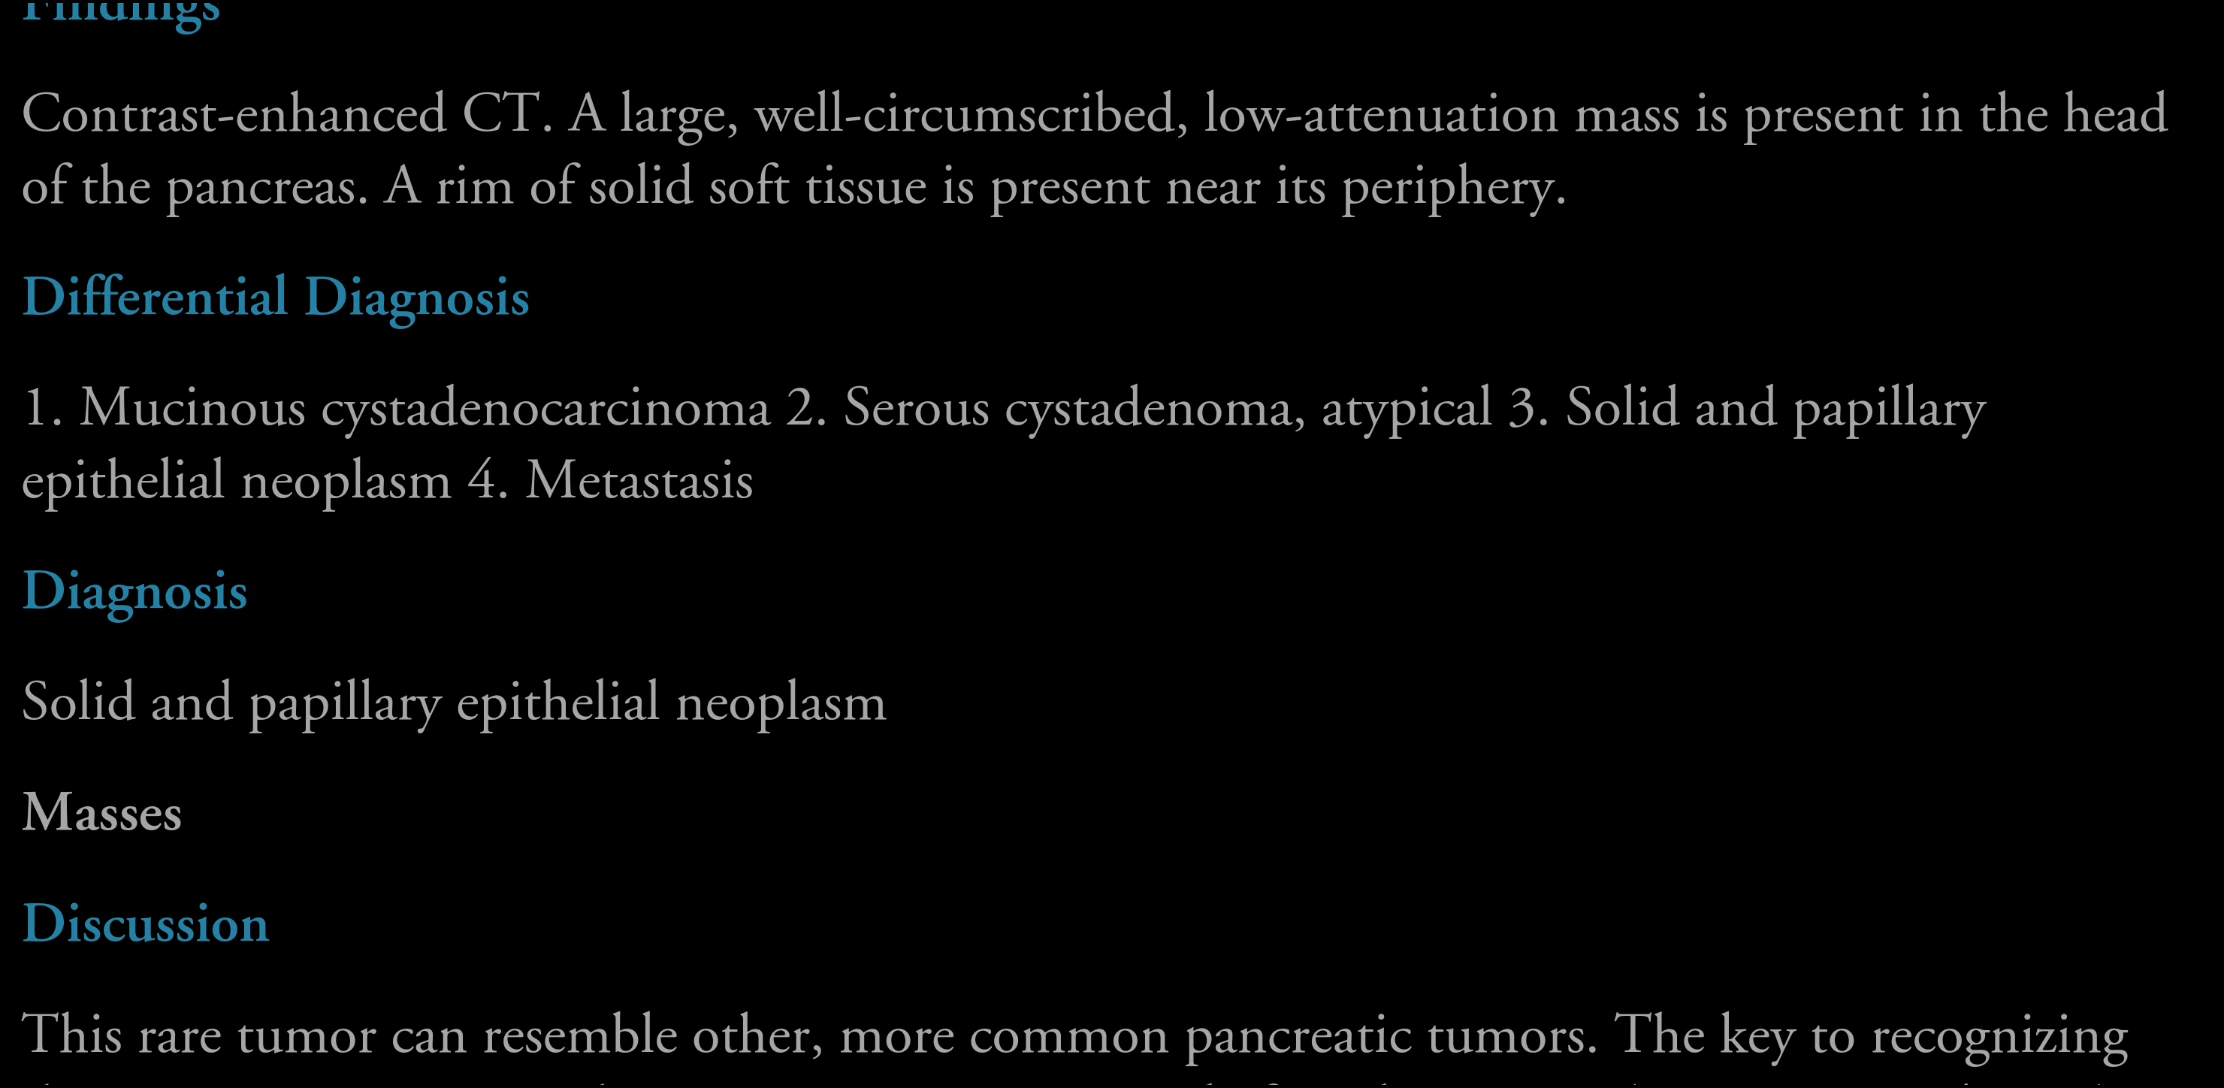 Findings
Contrast-enhanced CT. A large, well-circumscribed, low-attenuation mass is present in the head
of the pancreas. A rim of solid soft tissue is present near its periphery.
Differential Diagnosis
1. Mucinous cystadenocarcinoma 2. Serous cystadenoma, atypical 3. Solid and papillary
epithelial neoplasm 4. Metastasis
Diagnosis
Solid and papillary epithelial neoplasm
Masses
Discussion
This rare tumor can resemble other, more common pancreatic tumors. The key to recognizing